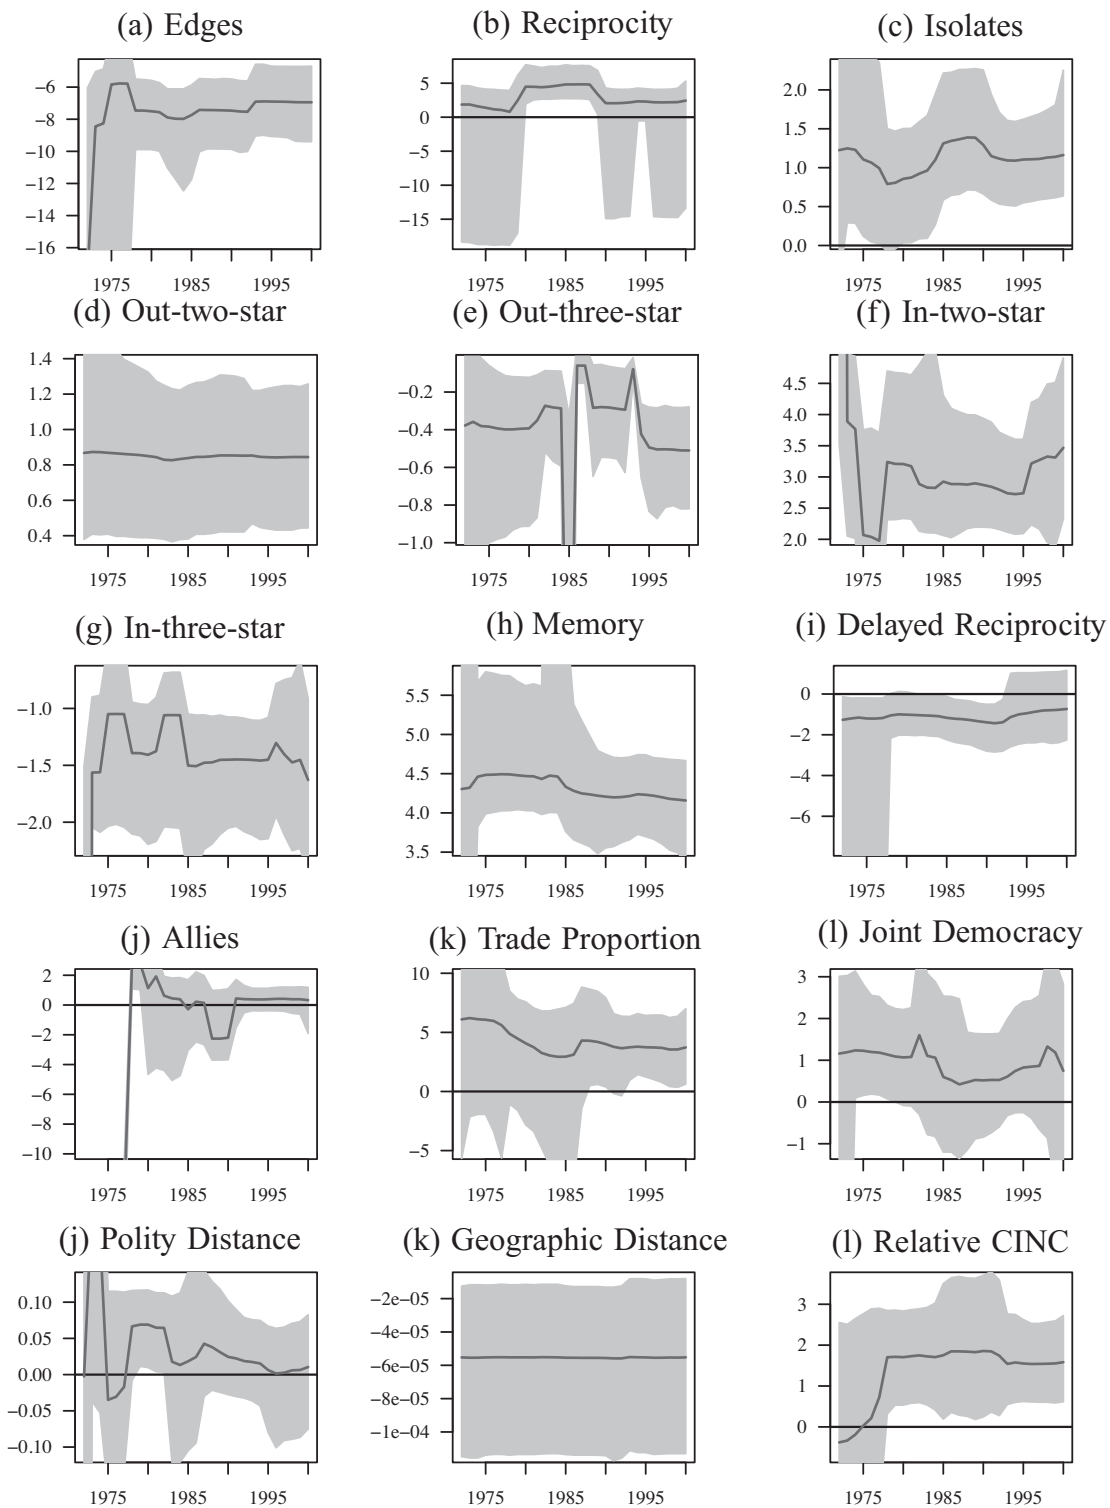 (a) Edges
(b) Reciprocity
(c) Isolates
−6
−8
−10
−12
−14
−16
1975 1985 1995
5
0
−5
−10
−15
1975 1985 1995
2.0
1.5
1.0
0.5
0.0
1975 1985 1995
(d) Out-two-star
(e) Out-three-star
(f) In-two-star
1.4
1.2
1.0
0.8
0.6
0.4
1975 1985 1995
−0.2
−0.4
−0.6
−0.8
−1.0
1975 1985 1995
4.5
4.0
3.5
3.0
2.5
2.0
1975 1985 1995
(g) In-three-star
(h) Memory
(i) Delayed Reciprocity
−1.0
−1.5
−2.0
1975 1985 1995
5.5
5.0
4.5
4.0
3.5
1975 1985 1995
0
−2
−4
−6
1975 1985 1995
(j) Allies
(k) Trade Proportion
(l) Joint Democracy
2
0
−2
−4
−6
−8
−10
1975 1985 1995
10
5
0
−5
1975 1985 1995
3
2
1
0
−1
1975 1985 1995
(j) Polity Distance
(k) Geographic Distance
(l) Relative CINC
0.10
0.05
0.00
−0.05
−0.10
1975 1985 1995
−2e−05
−4e−05
−6e−05
−8e−05
−1e−04
1975 1985 1995
3
2
1
0
1975 1985 1995